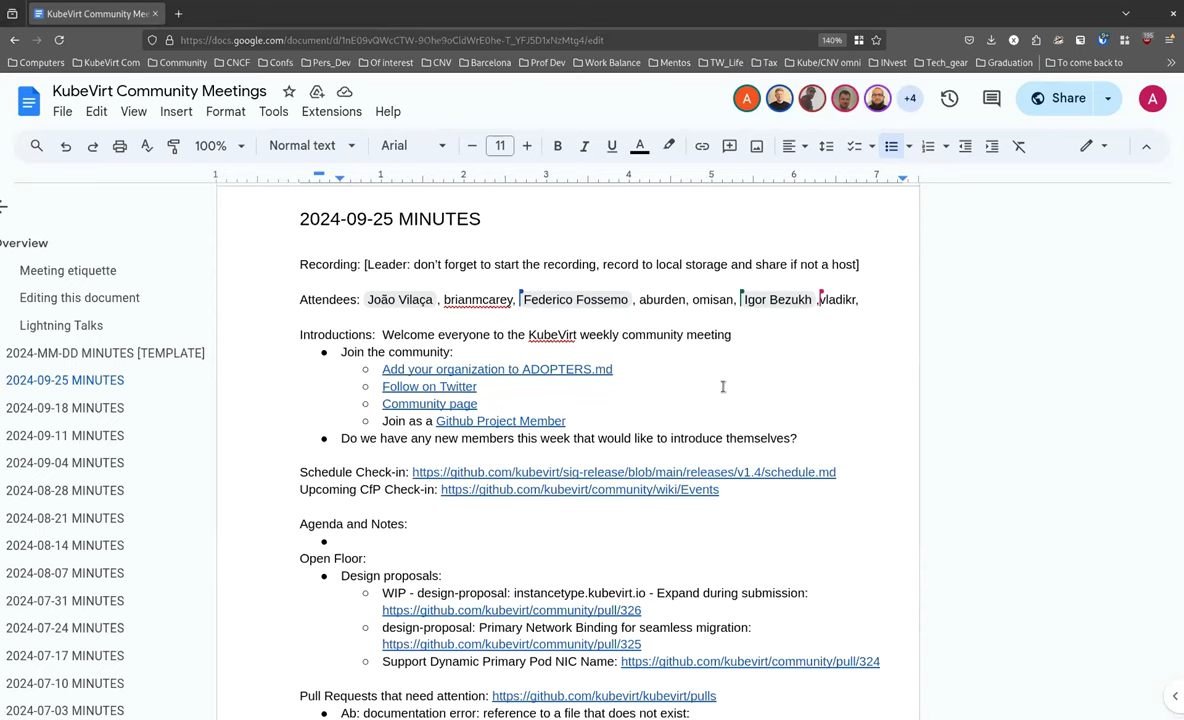 KubeVirt Community Mee
https://docs.google.com/document/d/1nE09vQWcCTW-9Ohe9oCldWrE0he-T_YFJ5D1xNzMtg4/edit
140%
Computers KubeVirt Com Community CNCF Confs Pers_Dev Of interest CNV Barcelona Prof Dev Work Balance Mentos TW_Life Tax Kube/CNV omni INvest Tech_gear Graduation To come back to
KubeVirt Community Meetings
File Edit View Insert Format Tools Extensions Help
A +4 Share A
100% Normal text Arial 11 B I U A
1 1 2 3 4 5 6 7
Overview
Meeting etiquette
Editing this document
Lightning Talks
2024-MM-DD MINUTES [TEMPLATE]
2024-09-25 MINUTES
2024-09-18 MINUTES
2024-09-11 MINUTES
2024-09-04 MINUTES
2024-08-28 MINUTES
2024-08-21 MINUTES
2024-08-14 MINUTES
2024-08-07 MINUTES
2024-07-31 MINUTES
2024-07-24 MINUTES
2024-07-17 MINUTES
2024-07-10 MINUTES
2024-07-03 MINUTES
2024-09-25 MINUTES
Recording: [Leader: don't forget to start the recording, record to local storage and share if not a host]
Attendees: João Vilaça , brianmcarey, Federico Fossemo , aburden, omisan, Igor Bezukh ,vladikr,
Introductions: Welcome everyone to the KubeVirt weekly community meeting
● Join the community:
○ Add your organization to ADOPTERS.md
○ Follow on Twitter
○ Community page
○ Join as a Github Project Member
● Do we have any new members this week that would like to introduce themselves?
Schedule Check-in: https://github.com/kubevirt/sig-release/blob/main/releases/v1.4/schedule.md
Upcoming CfP Check-in: https://github.com/kubevirt/community/wiki/Events
Agenda and Notes:
●
Open Floor:
● Design proposals:
○ WIP - design-proposal: instancetype.kubevirt.io - Expand during submission:
https://github.com/kubevirt/community/pull/326
○ design-proposal: Primary Network Binding for seamless migration:
https://github.com/kubevirt/community/pull/325
○ Support Dynamic Primary Pod NIC Name: https://github.com/kubevirt/community/pull/324
Pull Requests that need attention: https://github.com/kubevirt/kubevirt/pulls
● Ab: documentation error: reference to a file that does not exist: